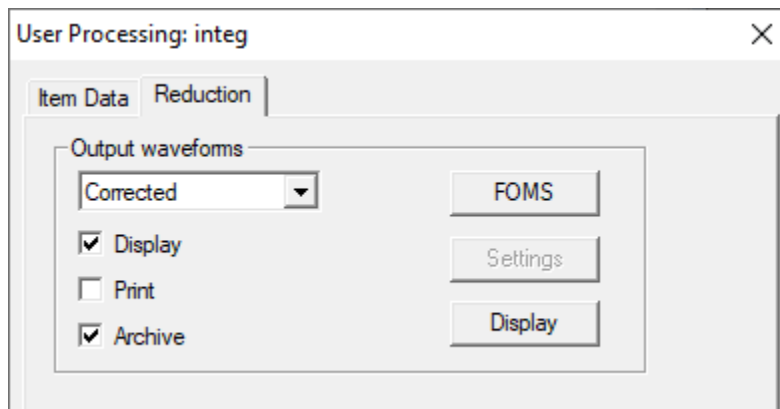 User Processing: integ
Item Data Reduction
Output waveforms
Corrected FOMS
Display
Settings
Print
Display
Archive